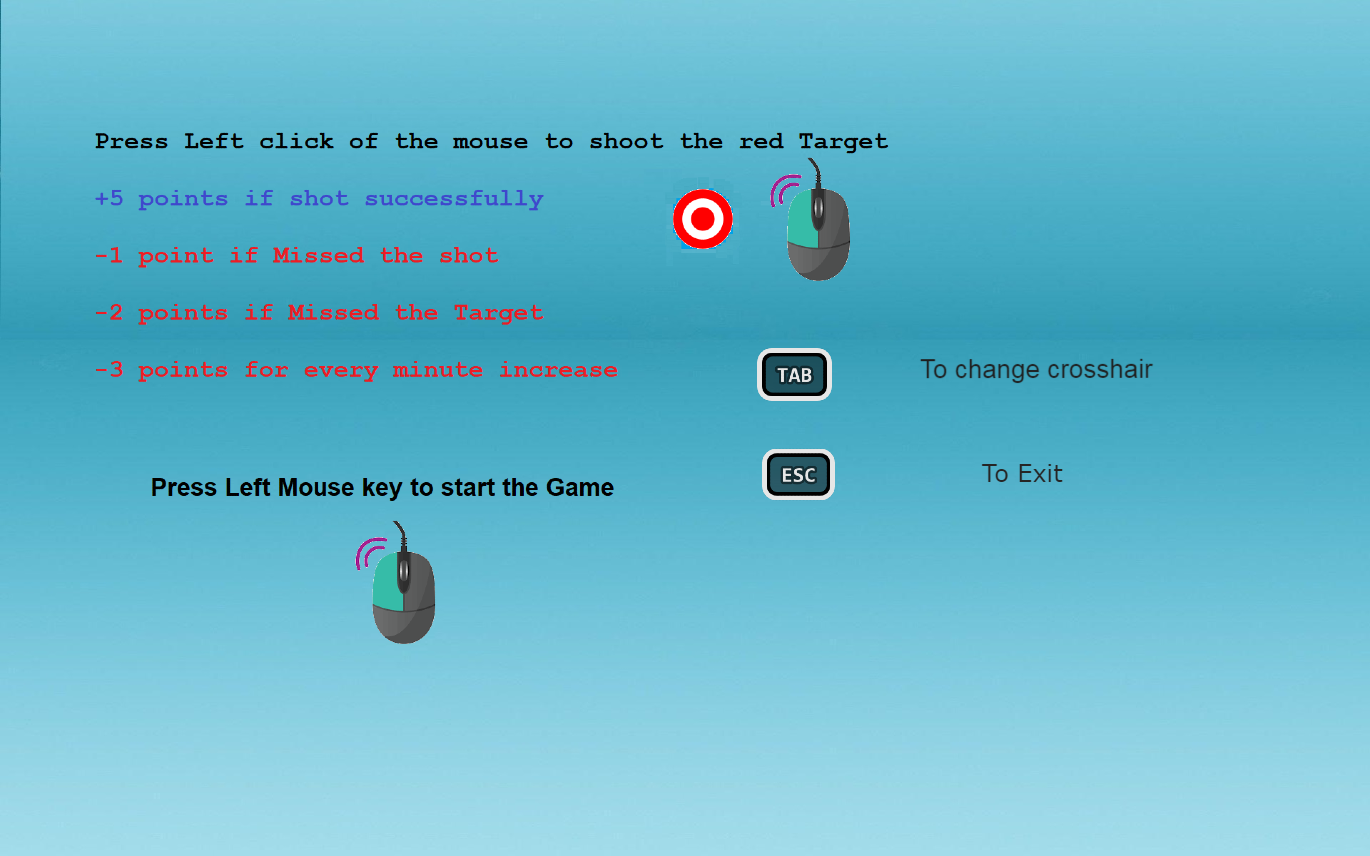 Press Left click of the mouse to shoot the red Target
+5 points if shot successfully
-1 point if Missed the shot
-2 points if Missed the Target
-3 points for every minute increase
TAB
To change crosshair
ESC
To Exit
Press Left Mouse key to start the Game